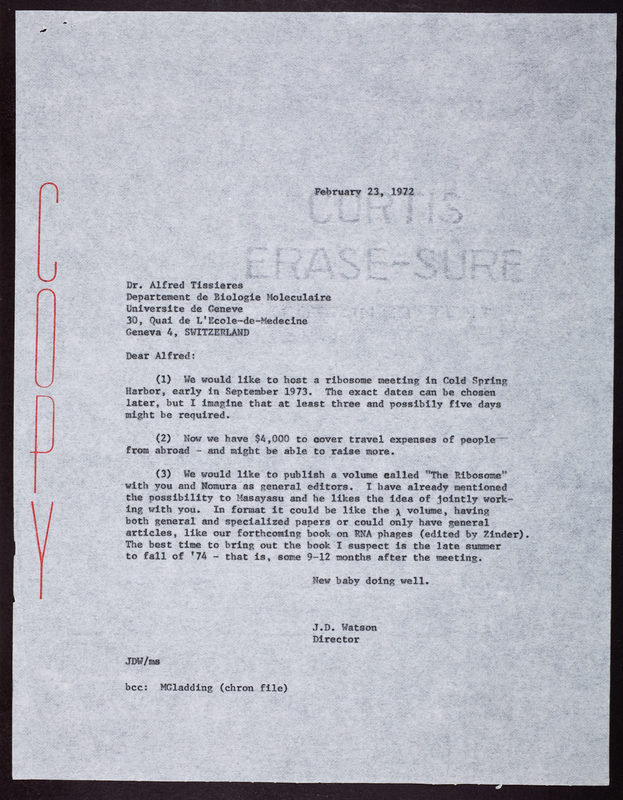 COPY
February 23, 1972
CURTIS
ERASE-SURE
Dr. Alfred Tissieres
Departement de Biologie Moleculaire
Universite de Geneve
30, Quai de L'Ecole-de-Medecine
Geneva 4, SWITZERLAND
Dear Alfred:
(1) We would like to host a ribosome meeting in Cold Spring
Harbor, early in September 1973. The exact dates can be chosen
later, but I imagine that at least three and possibily five days
might be required.
(2) Now we have $4,000 to cover travel expenses of people
from abroad - and might be able to raise more.
(3) We would like to publish a volume called "The Ribosome"
with you and Nomura as general editors. I have already mentioned
the possibility to Masayasu and he likes the idea of jointly work-
ing with you. In format it could be like the λ volume, having
both general and specialized papers or could only have general
articles, like our forthcoming book on RNA phages (edited by Zinder).
The best time to bring out the book I suspect is the late summer
to fall of '74 - that is, some 9-12 months after the meeting.
New baby doing well.
J.D. Watson
Director
JDW/ms
bcc: MGladding (chron file)